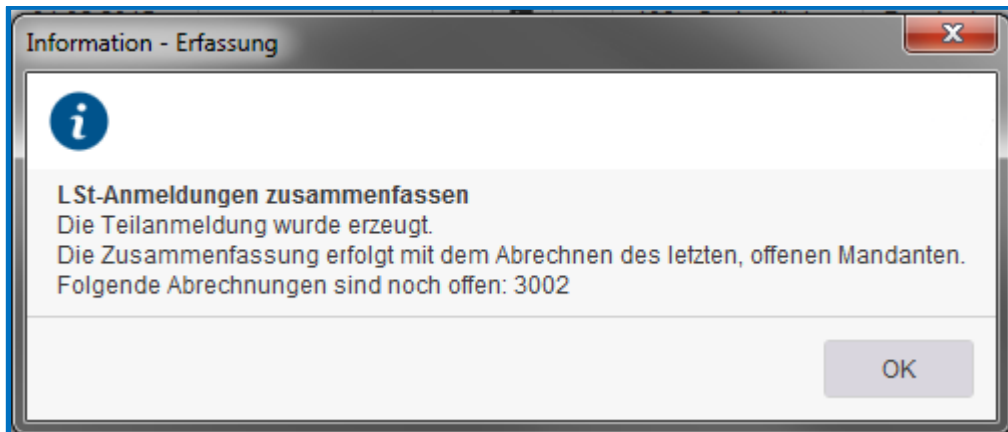 Information - Erfassung
LSt-Anmeldungen zusammenfassen
Die Teilanmeldung wurde erzeugt.
Die Zusammenfassung erfolgt mit dem Abrechnen des letzten, offenen Mandanten.
Folgende Abrechnungen sind noch offen: 3002
OK